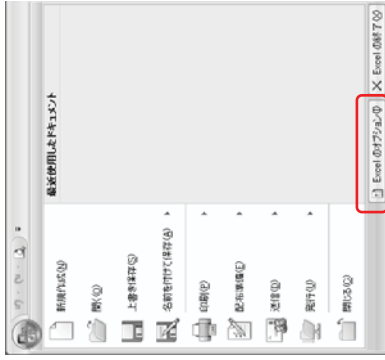 最近使用したドキュメント
新規作成(N)
開く(O)
上書き保存(S)
名前を付けて保存(A)
印刷(P)
配布準備(E)
送信(D)
発行(U)
閉じる(C)
Excel のオプション(I)
Excel の終了(X)